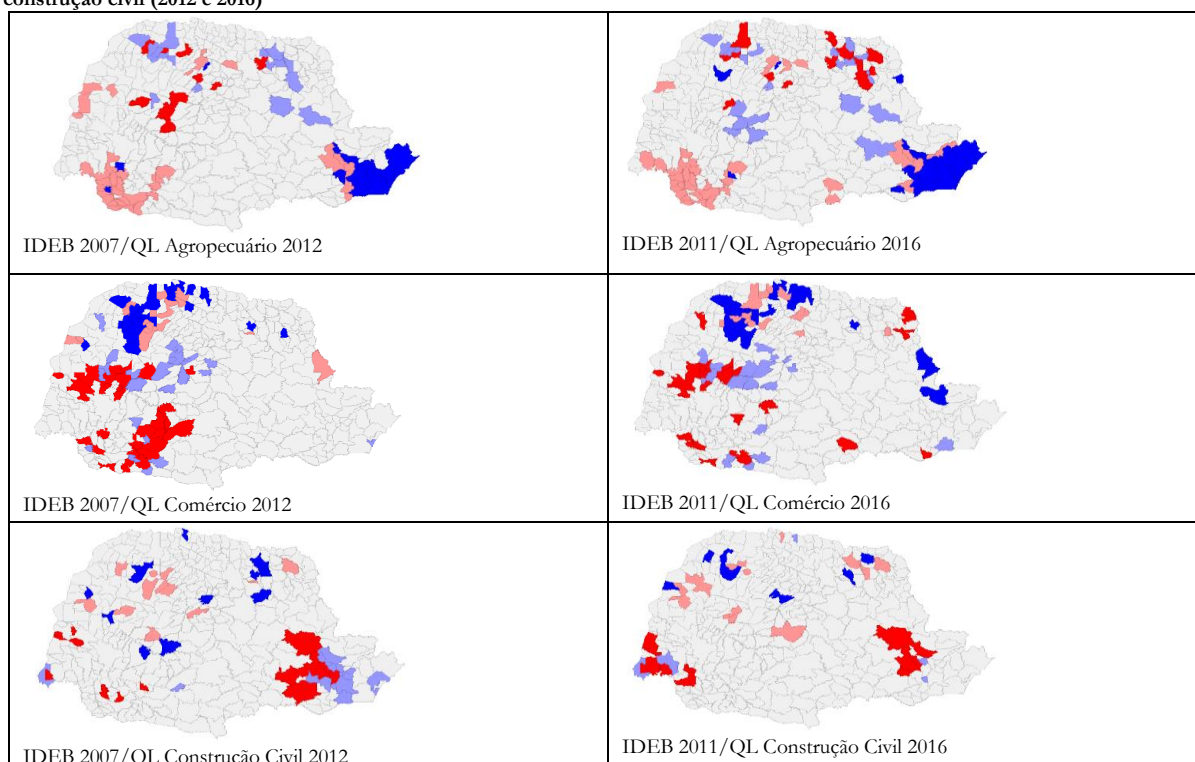 construção civil (2012 e 2016)
IDEB 2007/QL Agropecuário 2012
IDEB 2011/QL Agropecuário 2016
IDEB 2007/QL Comércio 2012
IDEB 2011/QL Comércio 2016
IDEB 2007/QL Construção Civil 2012
IDEB 2011/QL Construção Civil 2016